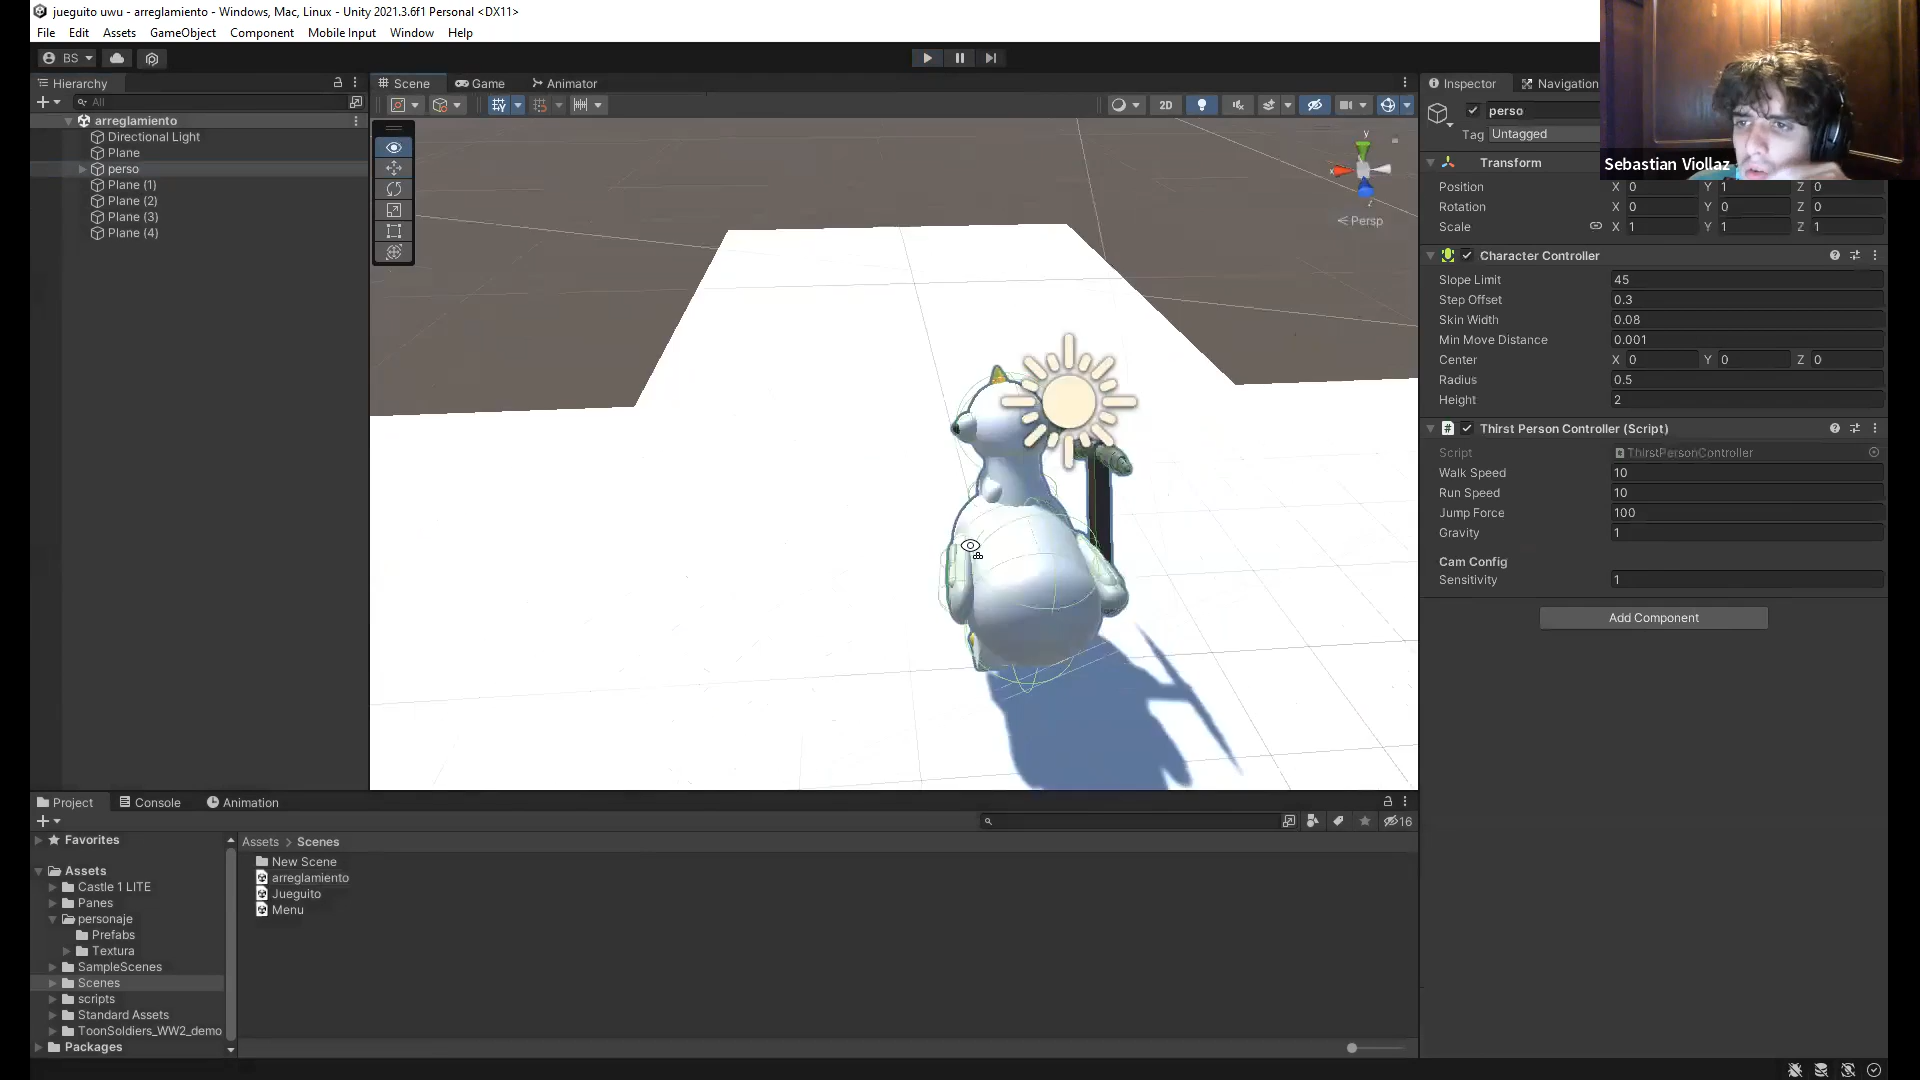 jueguito uwu - arreglamiento - Windows, Mac, Linux - Unity 2021.3.6f1 Personal <DX11>
File Edit Assets GameObject Component Mobile Input Window Help
BS
Hierarchy
All
arreglamiento
Directional Light
Plane
perso
Plane (1)
Plane (2)
Plane (3)
Plane (4)
Scene Game Animator
2D
y
z
Persp
Inspector Navigation
perso
Tag Untagged
Sebastian Viollaz
Transform
Position X 0 Y 1 Z 0
Rotation X 0 Y 0 Z 0
Scale X 1 Y 1 Z 1
Character Controller
Slope Limit 45
Step Offset 0.3
Skin Width 0.08
Min Move Distance 0.001
Center X 0 Y 0 Z 0
Radius 0.5
Height 2
# Thirst Person Controller (Script)
Script ThirstPersonController
Walk Speed 10
Run Speed 10
Jump Force 100
Gravity 1
Cam Config
Sensitivity 1
Add Component
Project Console Animation
16
Favorites
Assets
Castle 1 LITE
Panes
personaje
Prefabs
Textura
SampleScenes
Scenes
scripts
Standard Assets
ToonSoldiers_WW2_demo
Packages
Assets > Scenes
New Scene
arreglamiento
Jueguito
Menu